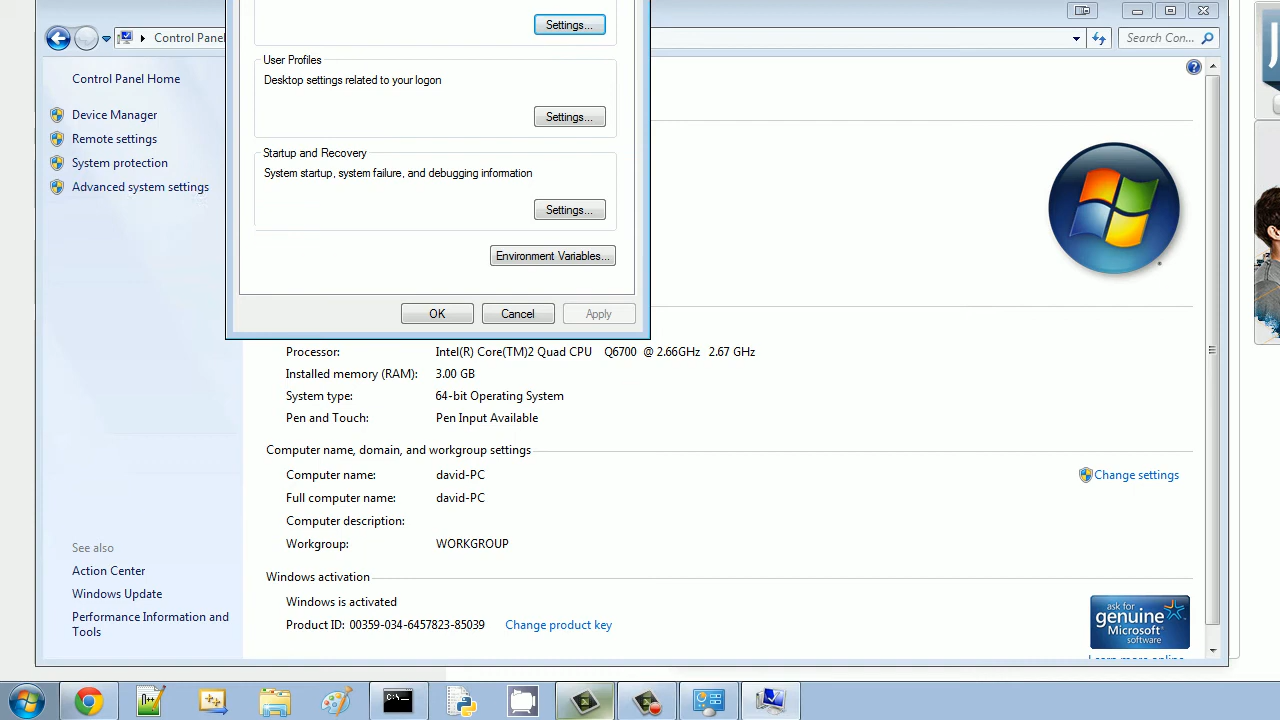 Control Panel
Search Con...
Settings...
User Profiles
Desktop settings related to your logon
Settings...
Startup and Recovery
System startup, system failure, and debugging information
Settings...
Environment Variables...
OK
Cancel
Apply
Control Panel Home
Device Manager
Remote settings
System protection
Advanced system settings
Processor: Intel(R) Core(TM)2 Quad CPU Q6700 @ 2.66GHz 2.67 GHz
Installed memory (RAM): 3.00 GB
System type: 64-bit Operating System
Pen and Touch: Pen Input Available
Computer name, domain, and workgroup settings
Computer name: david-PC
Change settings
Full computer name: david-PC
Computer description:
Workgroup: WORKGROUP
Windows activation
Windows is activated
Product ID: 00359-034-6457823-85039
Change product key
See also
Action Center
Windows Update
Performance Information and
Tools
ask for
genuine
Microsoft
software
Learn more online
J
C:\